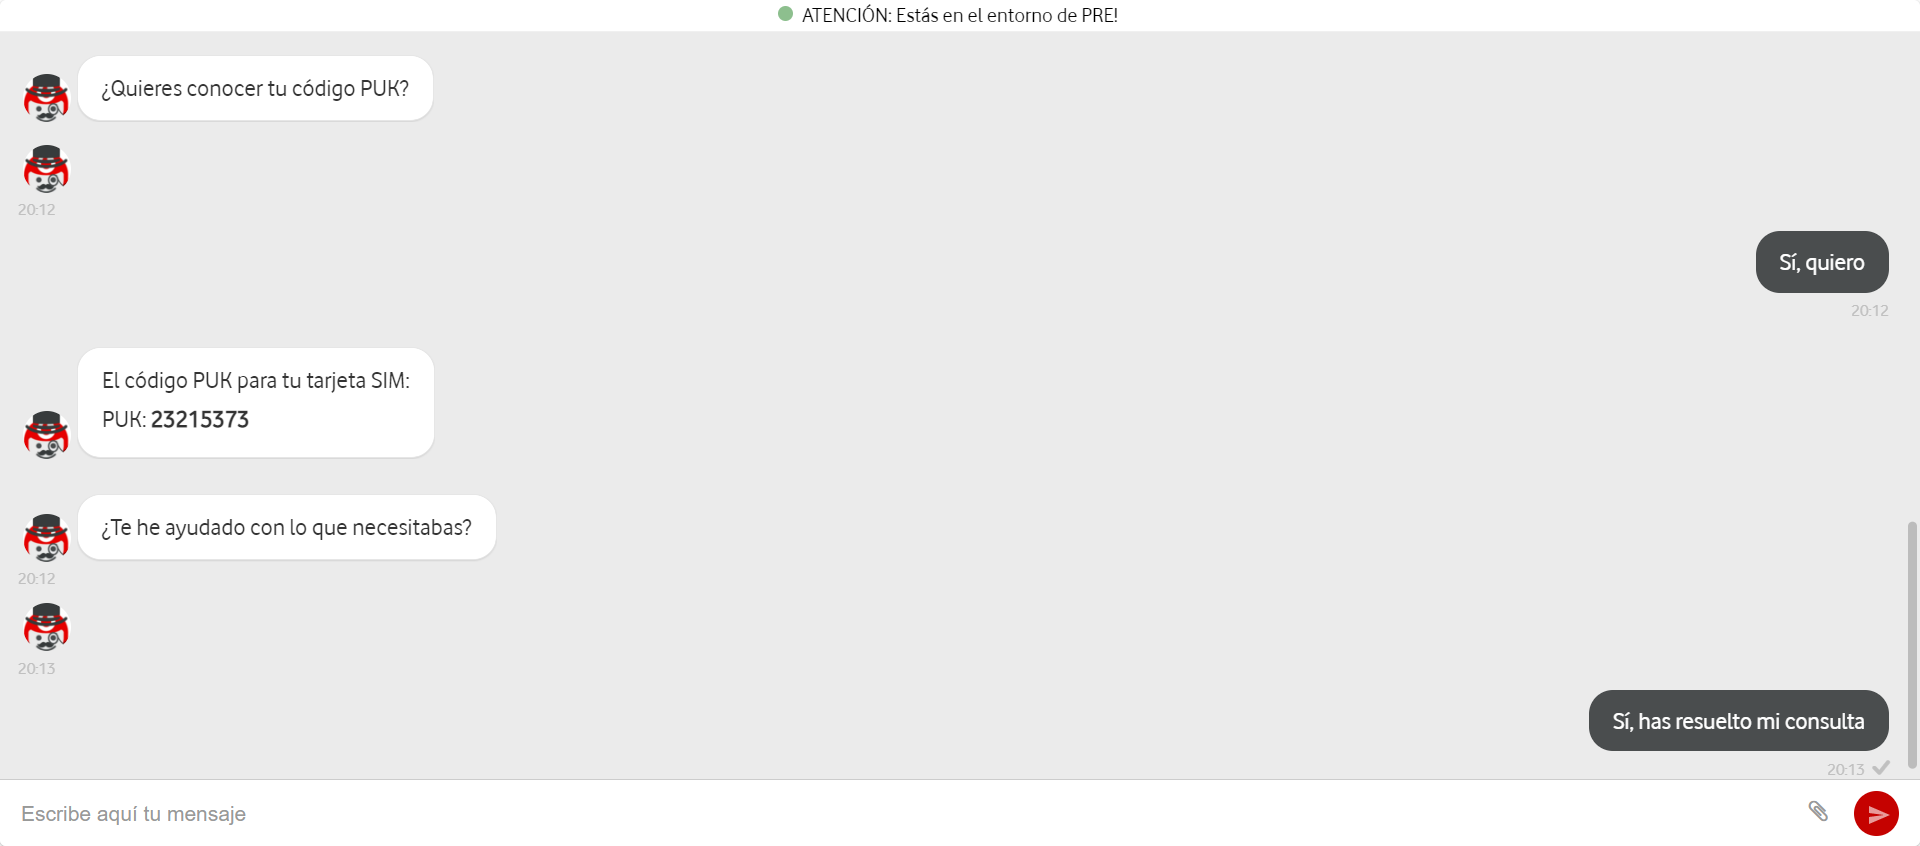 ATENCIÓN: Estás en el entorno de PRE!
¿Quieres conocer tu código PUK?
20:12
Sí, quiero
20:12
El código PUK para tu tarjeta SIM:
PUK: 23215373
¿Te he ayudado con lo que necesitabas?
20:12
20:13
Sí, has resuelto mi consulta
20:13
Escribe aquí tu mensaje